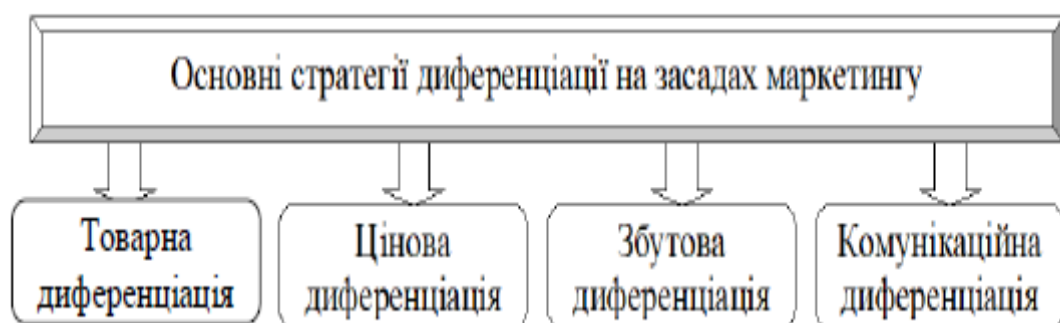 Основні стратегії диференціації на засадах маркетингу
Товарна
диференціація
Цінова
диференціація
Збутова
диференціація
Комунікаційна
диференціація